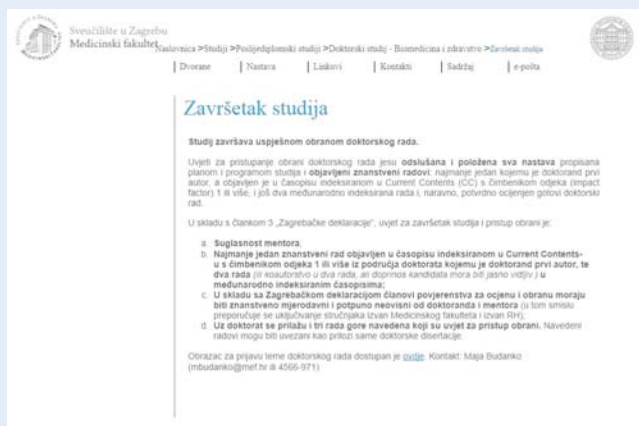 Sveučilište u Zagrebu
Medicinski fakultet
Naslovnica >Studiji >Poslijediplomski studiji >Doktorski studij - Biomedicina i zdravstvo >Završetak studija
Dvorane | Nastava | Linkovi | Kontakti | Sadržaj | e-pošta
Završetak studija
Studij završava uspješnom obranom doktorskog rada.
Uvjeti za pristupanje obrani doktorskog rada jesu odslušana i položena sva nastava propisana
planom i programom studija i objavljeni znanstveni radovi: najmanje jedan kojemu je doktorand prvi
autor, a objavljen je u časopisu indeksiranom u Current Contents (CC) s čimbenikom odjeka (impact
factor) 1 ili više; i još dva međunarodno indeksirana rada i, naravno, potvrdno ocijenjen gotovi doktorski
rad.
U skladu s člankom 3 „Zagrebačke deklaracije", uvjet za završetak studija i pristup obrani je:
a. Suglasnost mentora;
b. Najmanje jedan znanstveni rad objavljen u časopisu indeksiranom u Current Contents-
u s čimbenikom odjeka 1 ili više iz područja doktorata kojemu je doktorand prvi autor, te
dva rada (ili koautorstvo u dva rada, ali doprinos kandidata mora biti jasno vidljiv ) u
međunarodno indeksiranim časopisima;
c. U skladu sa Zagrebačkom deklaracijom članovi povjerenstva za ocjenu i obranu moraju
biti znanstveno mjerodavni i potpuno neovisni od doktoranda i mentora (u tom smislu
preporučuje se uključivanje stručnjaka izvan Medicinskog fakulteta i izvan RH);
d. Uz doktorat se prilažu i tri rada gore navedena koji su uvjet za pristup obrani. Navedeni
radovi mogu biti uvezani kao prilozi same doktorske disertacije.
Obrazac za prijavu teme doktorskog rada dostupan je ovdje. Kontakt: Maja Budanko
(mbudanko@mef.hr ili 4566-971)